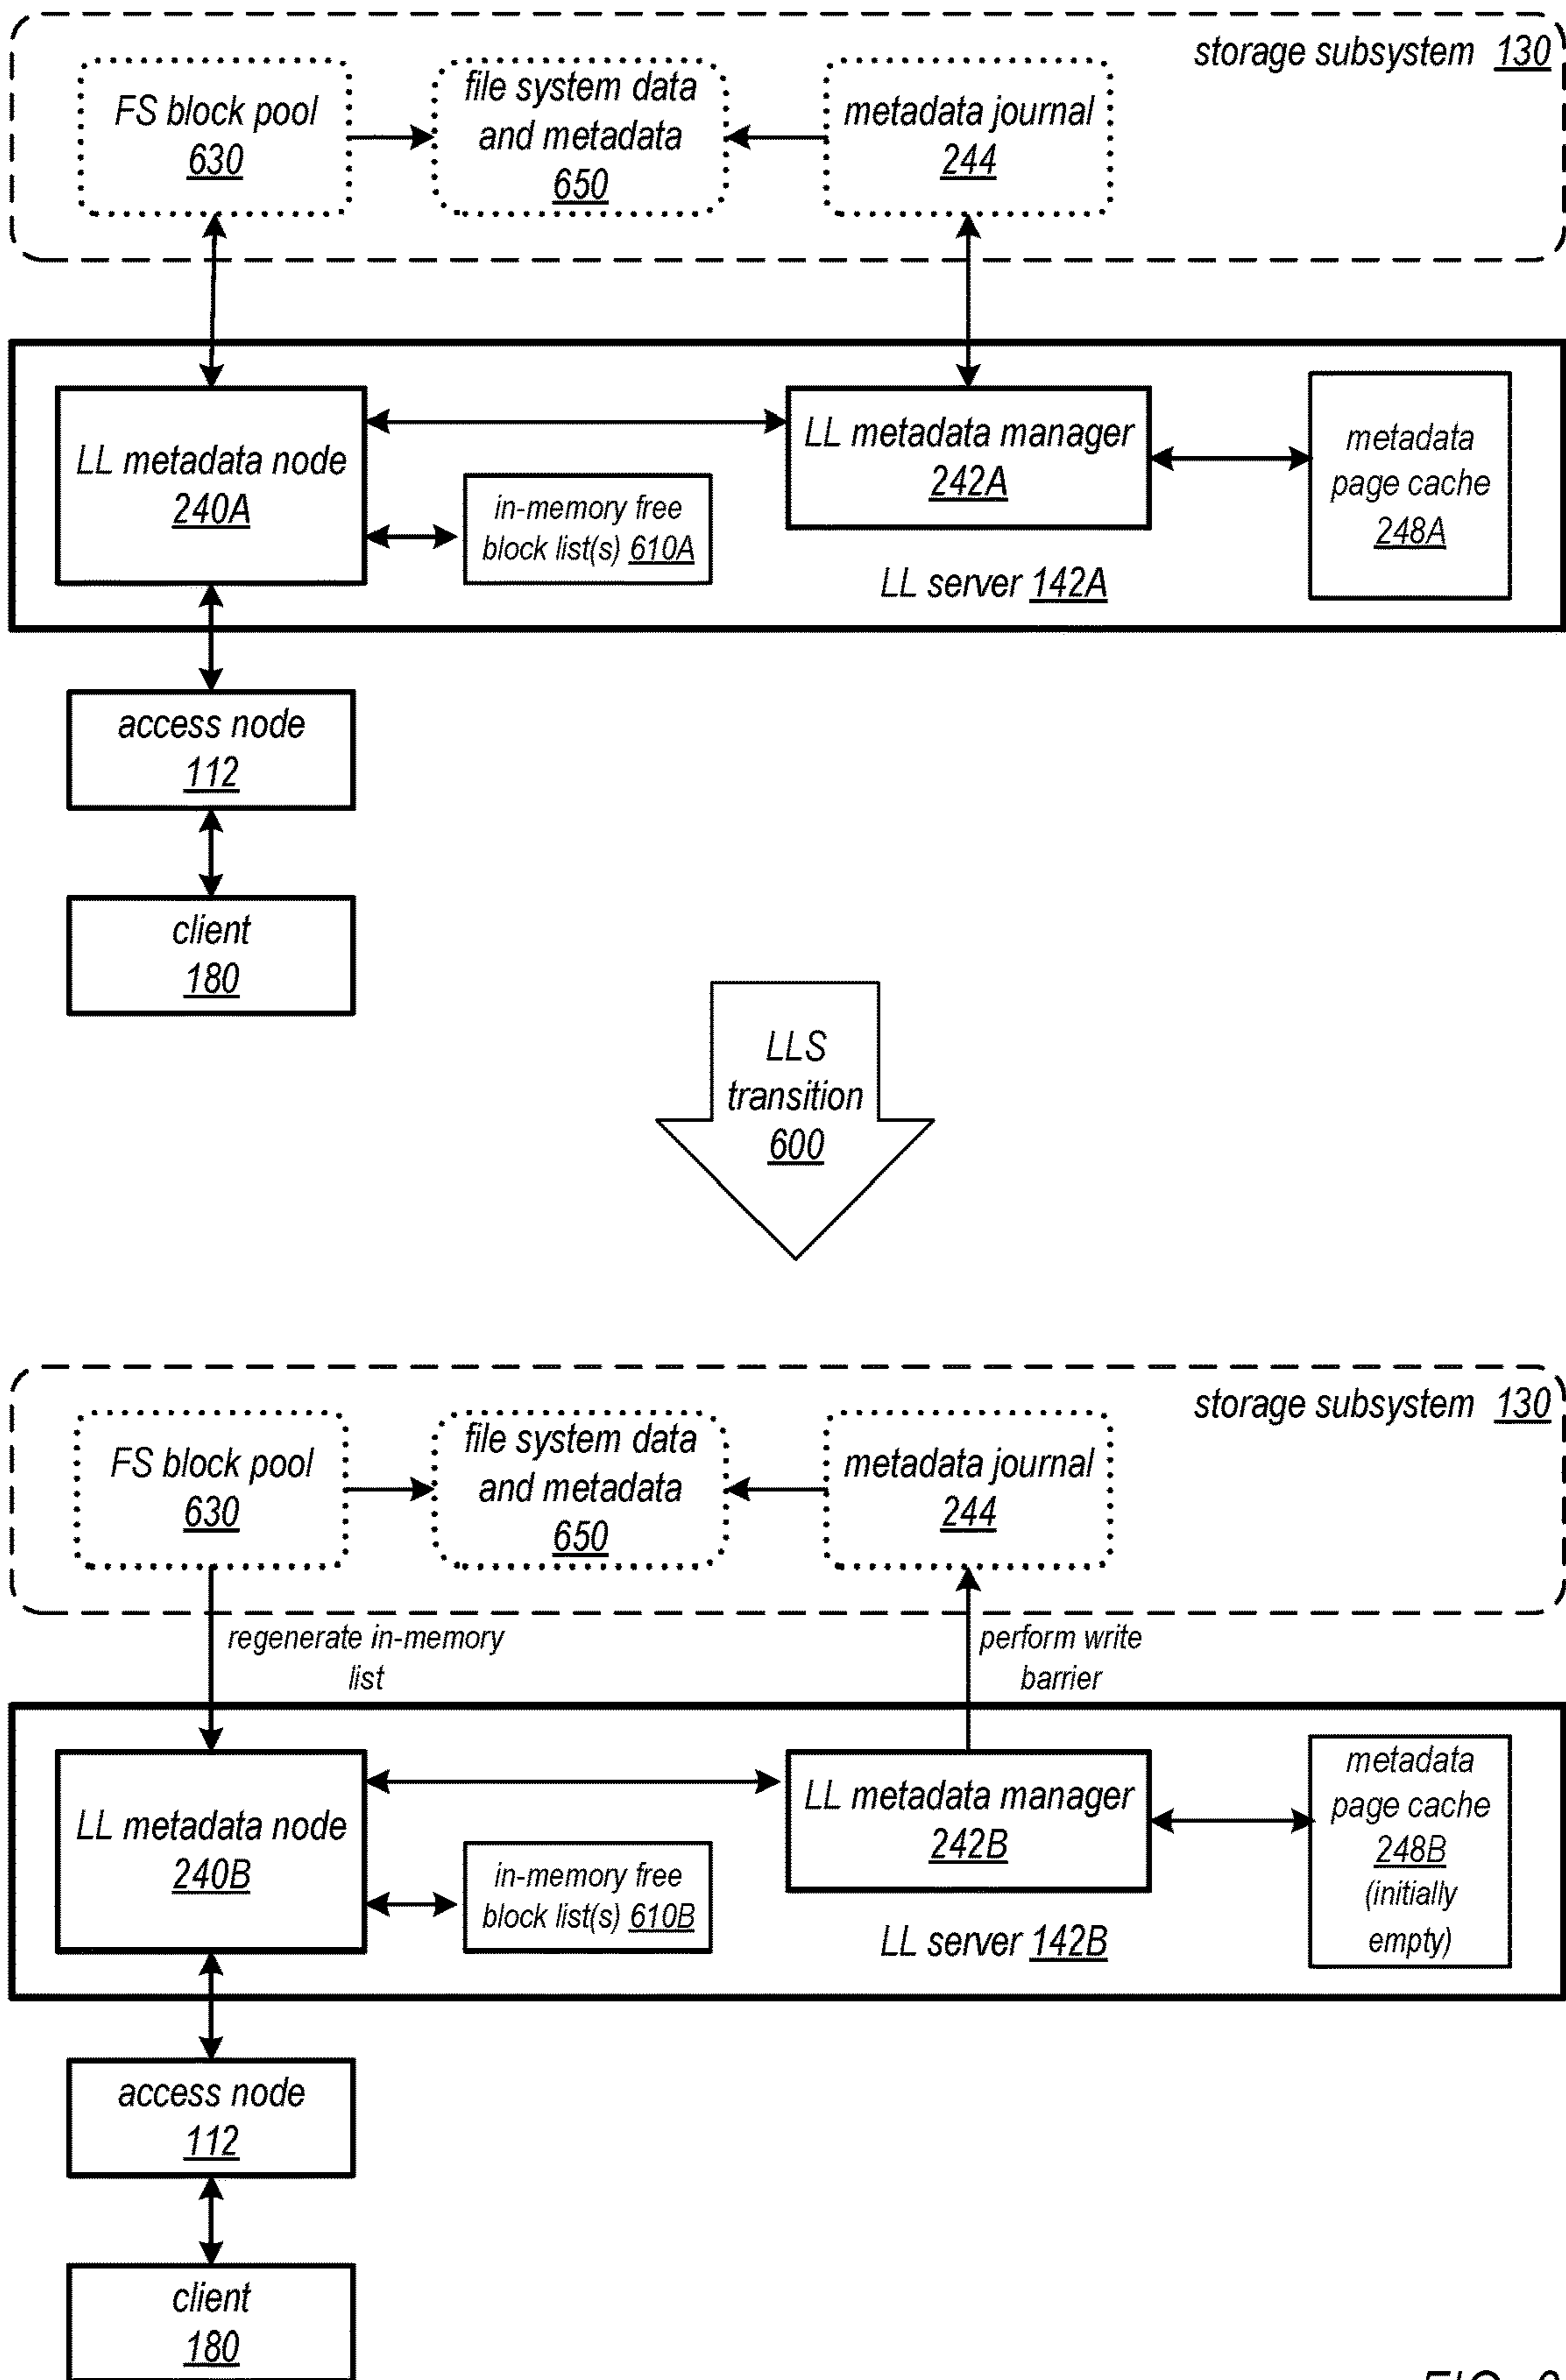 storage subsystem 130
FS block pool
630
file system data
and metadata
650
metadata journal
244
LL metadata node
240A
in-memory free
block list(s) 610A
LL metadata manager
242A
metadata
page cache
248A
LL server 142A
access node
112
client
180
LLS
transition
600
storage subsystem 130
FS block pool
630
file system data
and metadata
650
metadata journal
244
regenerate in-memory
list
perform write
barrier
LL metadata node
240B
in-memory free
block list(s) 610B
LL metadata manager
242B
metadata
page cache
248B
(initially
empty)
LL server 142B
access node
112
client
180